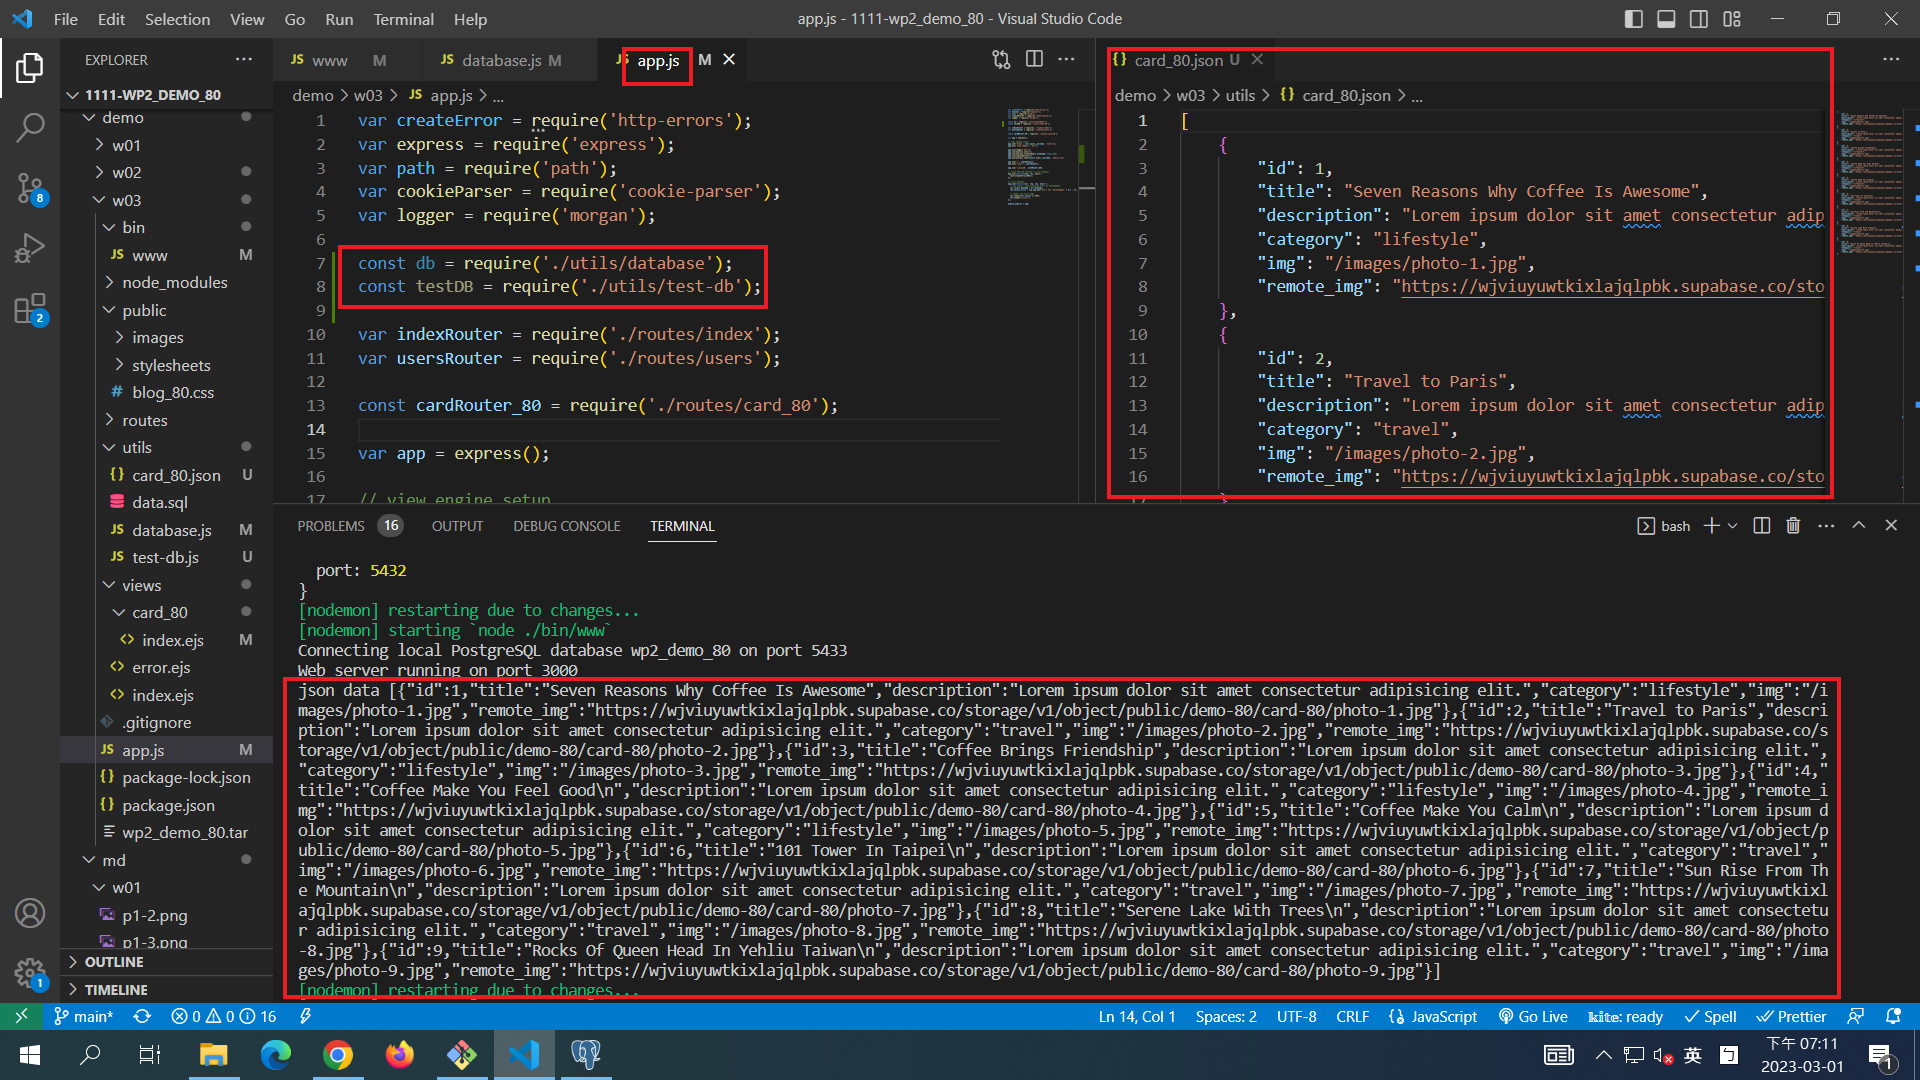 File Edit Selection View Go Run Terminal Help
app.js - 1111-wp2_demo_80 - Visual Studio Code
EXPLORER
1111-WP2_DEMO_80
demo
w01
w02
w03
bin
JS www M
node_modules
public
images
stylesheets
# blog_80.css
routes
utils
{} card_80.json U
data.sql
JS database.js M
JS test-db.js U
views
card_80
<> index.ejs M
<> error.ejs
<> index.ejs
.gitignore
JS app.js M
{} package-lock.json
{} package.json
wp2_demo_80.tar
md
w01
p1-2.png
p1-3.png
OUTLINE
TIMELINE
8
2
1
JS www M
JS database.js M
JS app.js M
demo > w03 > JS app.js > ...
1 var createError = require('http-errors');
2 var express = require('express');
3 var path = require('path');
4 var cookieParser = require('cookie-parser');
5 var logger = require('morgan');
6
7 const db = require('./utils/database');
8 const testDB = require('./utils/test-db');
9
10 var indexRouter = require('./routes/index');
11 var usersRouter = require('./routes/users');
12
13 const cardRouter_80 = require('./routes/card_80');
14
15 var app = express();
16
17 // view engine setup
{} card_80.json U
demo > w03 > utils > {} card_80.json > ...
1 [
2 {
3 "id": 1,
4 "title": "Seven Reasons Why Coffee Is Awesome",
5 "description": "Lorem ipsum dolor sit amet consectetur adip
6 "category": "lifestyle",
7 "img": "/images/photo-1.jpg",
8 "remote_img": "https://wjviuyuwtkixlajqlpbk.supabase.co/sto
9 },
10 {
11 "id": 2,
12 "title": "Travel to Paris",
13 "description": "Lorem ipsum dolor sit amet consectetur adip
14 "category": "travel",
15 "img": "/images/photo-2.jpg",
16 "remote_img": "https://wjviuyuwtkixlajqlpbk.supabase.co/sto
17 }
PROBLEMS 16 OUTPUT DEBUG CONSOLE TERMINAL
bash
port: 5432
}
[nodemon] restarting due to changes...
[nodemon] starting `node ./bin/www`
Connecting local PostgreSQL database wp2_demo_80 on port 5433
Web server running on port 3000
json data [{"id":1,"title":"Seven Reasons Why Coffee Is Awesome","description":"Lorem ipsum dolor sit amet consectetur adipisicing elit.","category":"lifestyle","img":"/i
mages/photo-1.jpg","remote_img":"https://wjviuyuwtkixlajqlpbk.supabase.co/storage/v1/object/public/demo-80/card-80/photo-1.jpg"},{"id":2,"title":"Travel to Paris","descri
ption":"Lorem ipsum dolor sit amet consectetur adipisicing elit.","category":"travel","img":"/images/photo-2.jpg","remote_img":"https://wjviuyuwtkixlajqlpbk.supabase.co/s
torage/v1/object/public/demo-80/card-80/photo-2.jpg"},{"id":3,"title":"Coffee Brings Friendship","description":"Lorem ipsum dolor sit amet consectetur adipisicing elit.",
"category":"lifestyle","img":"/images/photo-3.jpg","remote_img":"https://wjviuyuwtkixlajqlpbk.supabase.co/storage/v1/object/public/demo-80/card-80/photo-3.jpg"},{"id":4,"
title":"Coffee Make You Feel Good\n","description":"Lorem ipsum dolor sit amet consectetur adipisicing elit.","category":"lifestyle","img":"/images/photo-4.jpg","remote_i
mg":"https://wjviuyuwtkixlajqlpbk.supabase.co/storage/v1/object/public/demo-80/card-80/photo-4.jpg"},{"id":5,"title":"Coffee Make You Calm\n","description":"Lorem ipsum d
olor sit amet consectetur adipisicing elit.","category":"lifestyle","img":"/images/photo-5.jpg","remote_img":"https://wjviuyuwtkixlajqlpbk.supabase.co/storage/v1/object/p
ublic/demo-80/card-80/photo-5.jpg"},{"id":6,"title":"101 Tower In Taipei\n","description":"Lorem ipsum dolor sit amet consectetur adipisicing elit.","category":"travel","
img":"/images/photo-6.jpg","remote_img":"https://wjviuyuwtkixlajqlpbk.supabase.co/storage/v1/object/public/demo-80/card-80/photo-6.jpg"},{"id":7,"title":"Sun Rise From Th
e Mountain\n","description":"Lorem ipsum dolor sit amet consectetur adipisicing elit.","category":"travel","img":"/images/photo-7.jpg","remote_img":"https://wjviuyuwtkixl
ajqlpbk.supabase.co/storage/v1/object/public/demo-80/card-80/photo-7.jpg"},{"id":8,"title":"Serene Lake With Trees\n","description":"Lorem ipsum dolor sit amet consectetu
r adipisicing elit.","category":"travel","img":"/images/photo-8.jpg","remote_img":"https://wjviuyuwtkixlajqlpbk.supabase.co/storage/v1/object/public/demo-80/card-80/photo
-8.jpg"},{"id":9,"title":"Rocks Of Queen Head In Yehliu Taiwan\n","description":"Lorem ipsum dolor sit amet consectetur adipisicing elit.","category":"travel","img":"/ima
ges/photo-9.jpg","remote_img":"https://wjviuyuwtkixlajqlpbk.supabase.co/storage/v1/object/public/demo-80/card-80/photo-9.jpg"}]
[nodemon] restarting due to changes...
main* 0 0 16
Ln 14, Col 1 Spaces: 2 UTF-8 CRLF JavaScript Go Live kite: ready Spell Prettier
英
下午 07:11
2023-03-01
1